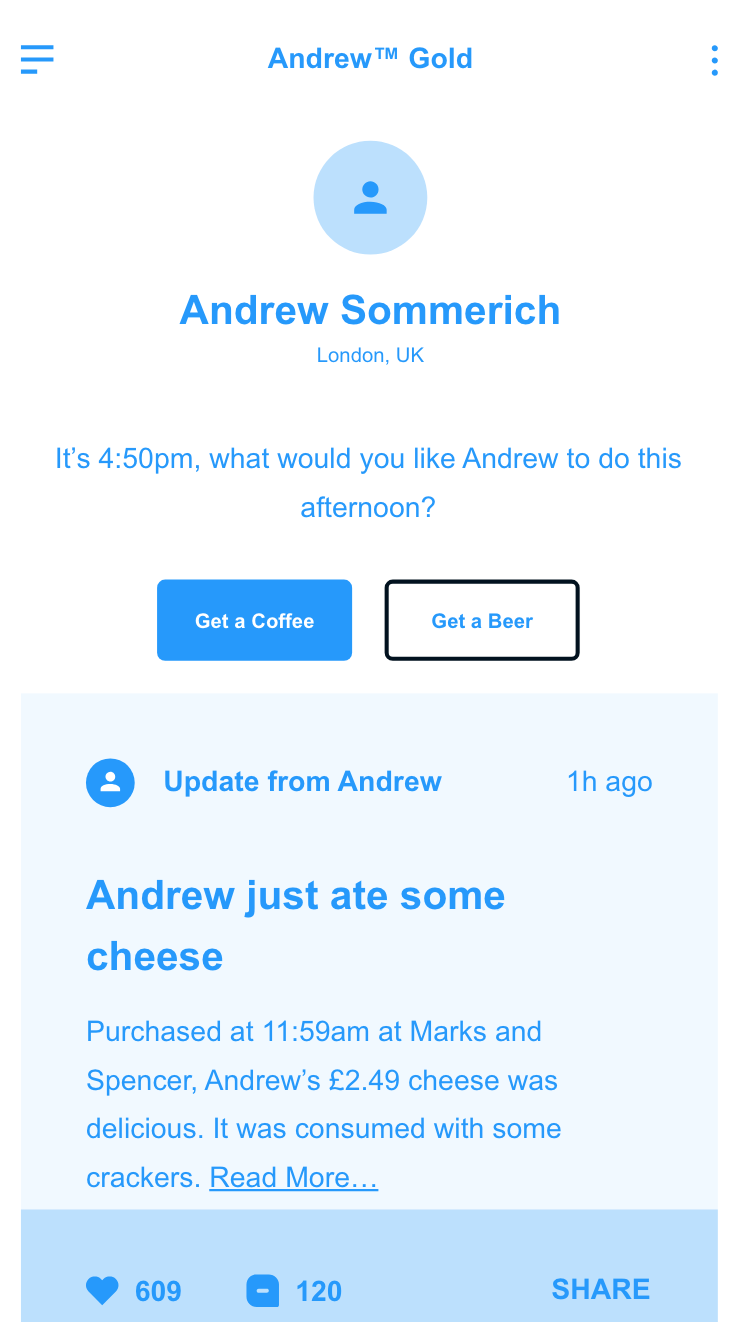 Andrew™ Gold
Andrew Sommerich
London, UK
It’s 4:50pm, what would you like Andrew to do this
afternoon?
Get a Coffee
Get a Beer
Update from Andrew
1h ago
Andrew just ate some
cheese
Purchased at 11:59am at Marks and
Spencer, Andrew’s £2.49 cheese was
delicious. It was consumed with some
crackers. Read More…
609
120
SHARE